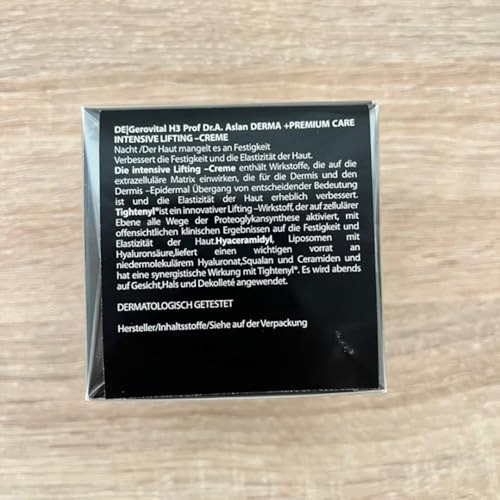 DE|Gerovital H3 Prof Dr.A. Aslan DERMA +PREMIUM CARE
INTENSIVE LIFTING –CREME
Nacht /Der Haut mangelt es an Festigkeit
Verbessert die Festigkeit und die Elastizität der Haut.
Die intensive Lifting –Creme enthält Wirkstoffe, die auf die
extrazelluläre Matrix einwirken, die für die Dermis und den
Dermis –Epidermal Übergang von entscheidender Bedeutung
ist und die Elastizität der Haut erheblich verbessert.
Tightenyl®ist ein innovativer Lifting –Wirkstoff, der auf zellulärer
Ebene alle Wege der Proteoglykansynthese aktiviert, mit
offensichtlichen klinischen Ergebnissen auf die Festigkeit und
Elastizität der Haut.Hyaceramidyl, Liposomen mit
Hyaluronsäure,liefert einen wichtigen vorrat an
niedermolekulärem Hyaluronat,Squalan und Ceramiden und
hat eine synergistische Wirkung mit Tightenyl®. Es wird abends
auf Gesicht,Hals und Dekolleté angewendet.
DERMATOLOGISCH GETESTET
Hersteller/Inhaltsstoffe/Siehe auf der Verpackung